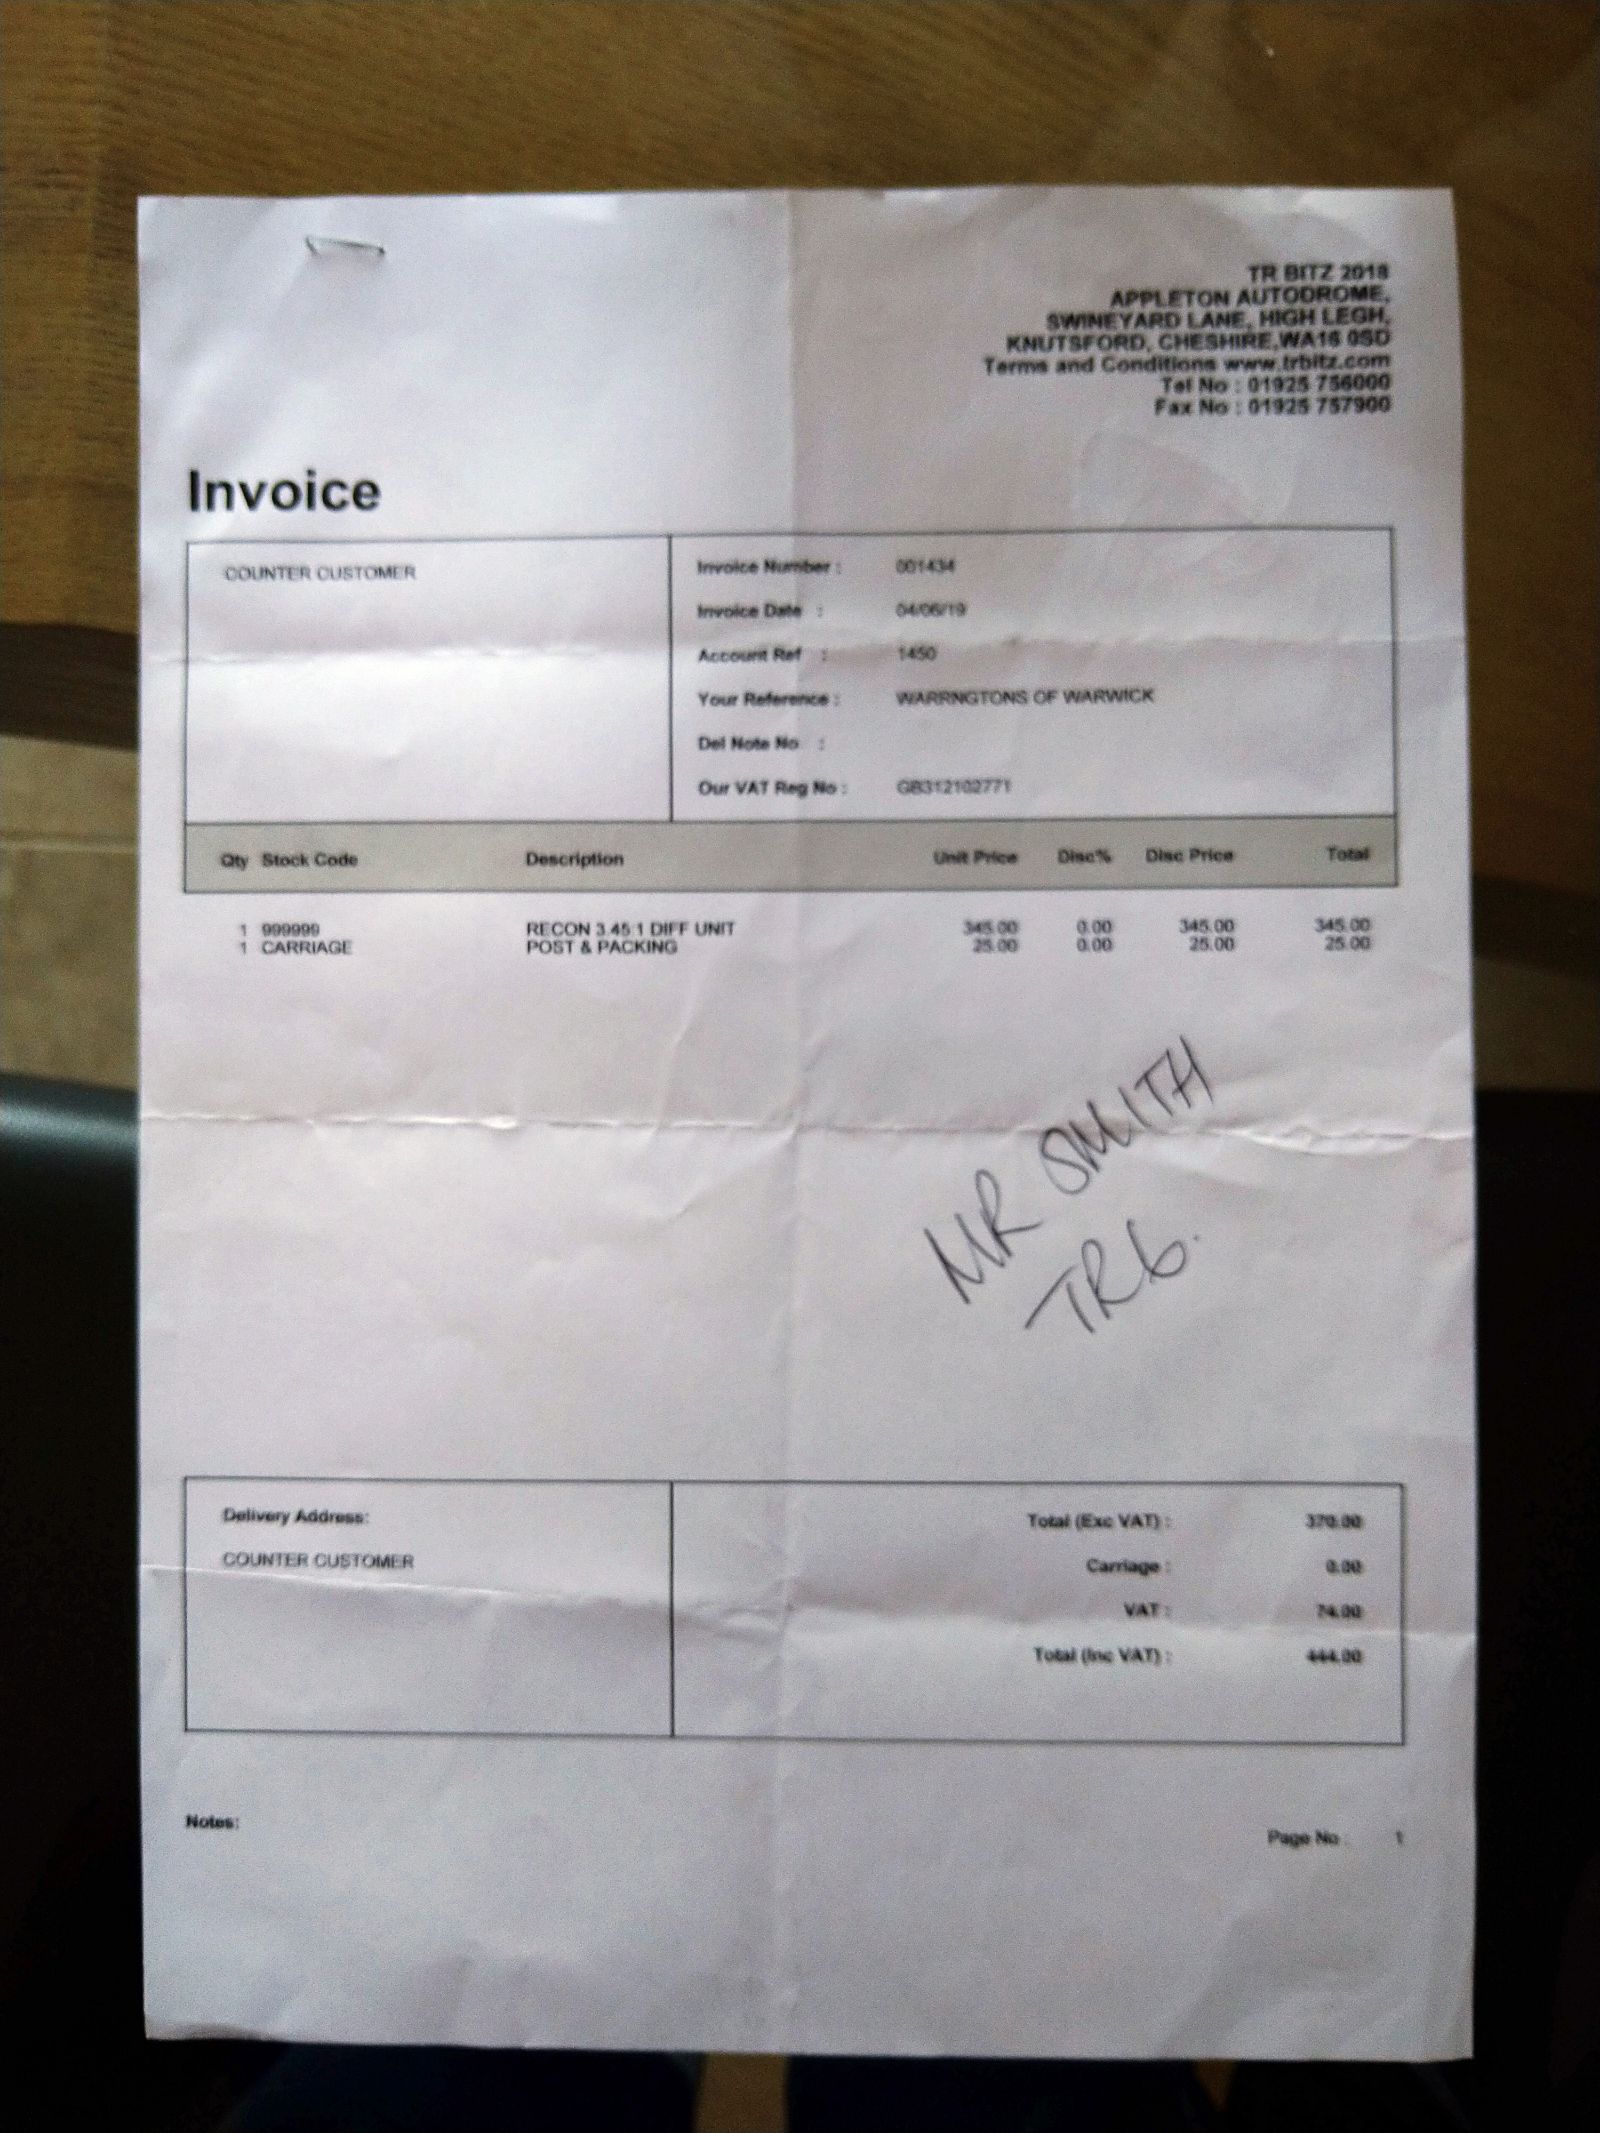 TR BITZ 2018
APPLETON AUTODROME,
SWINEYARD LANE, HIGH LEGH,
KNUTSFORD, CHESHIRE,WA16 0SD
Terms and Conditions www.trbitz.com
Tel No : 01925 756000
Fax No : 01925 757900
Invoice
COUNTER CUSTOMER
Invoice Number : 001434
Invoice Date : 04/06/19
Account Ref : 1450
Your Reference : WARRNGTONS OF WARWICK
Del Note No :
Our VAT Reg No : GB312102771
Qty Stock Code Description Unit Price Disc% Disc Price Total
1 999999 RECON 3.45:1 DIFF UNIT 345.00 0.00 345.00 345.00
1 CARRIAGE POST & PACKING 25.00 0.00 25.00 25.00
MR SMITH
TR6.
Delivery Address:
COUNTER CUSTOMER
Total (Exc VAT) : 370.00
Carriage : 0.00
VAT : 74.00
Total (Inc VAT) : 444.00
Notes:
Page No : 1